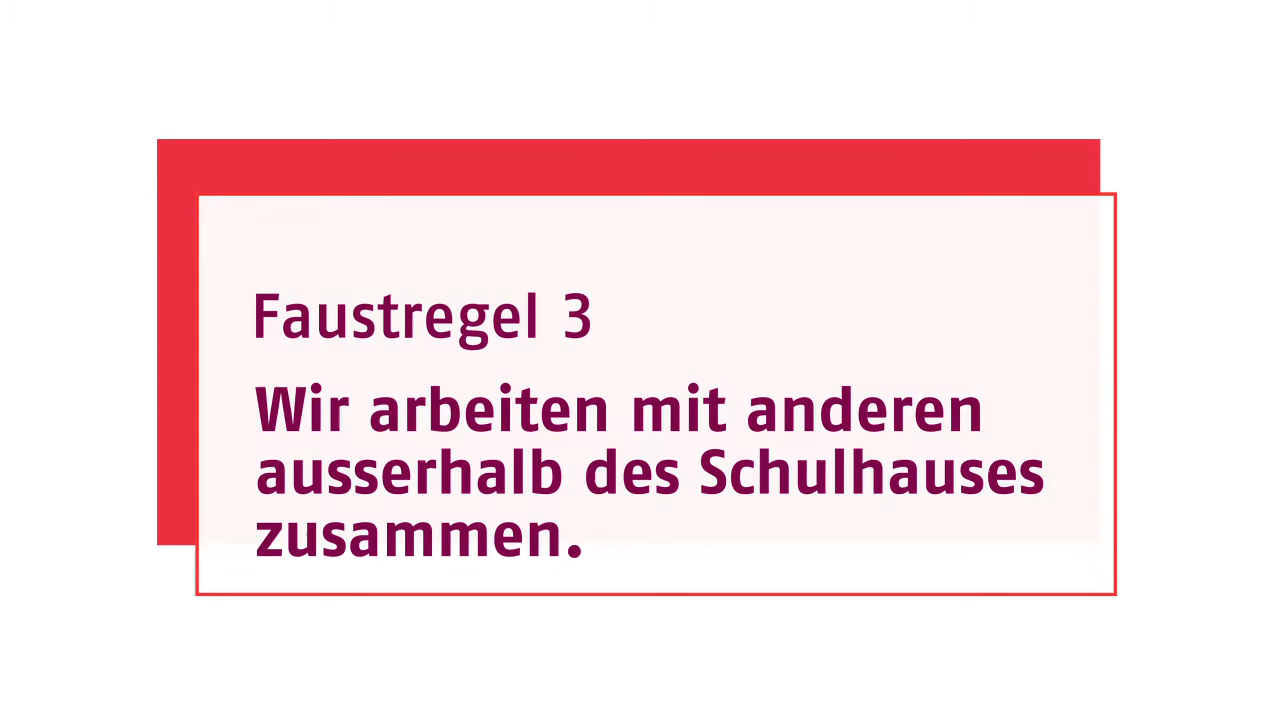 Faustregel 3
Wir arbeiten mit anderen
ausserhalb des Schulhauses
zusammen.